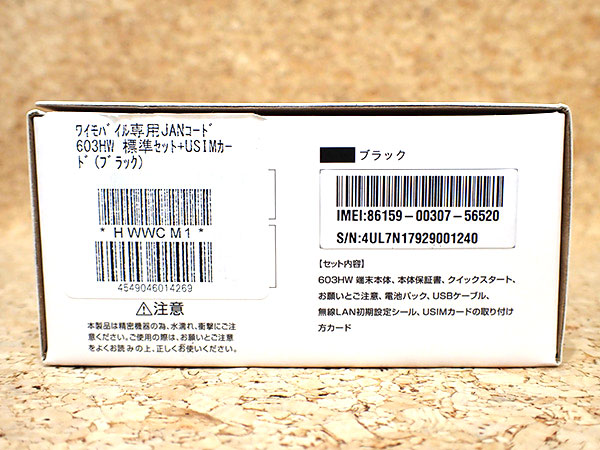 ワイモバイル専用JANコード
603HW 標準セット+USIMカー
ド(ブラック)
* HWWCM1 *
4549046014269
⚠注意
本製品は精密機器の為、水濡れ、衝撃にご注
意ください。ご使用の際は、お願いとご注意
をよくお読みの上、正しくお使いください。
ブラック
IMEI:86159-00307-56520
S/N:4UL7N17929001240
【セット内容】
603HW 端末本体、本体保証書、クイックスタート、
お願いとご注意、電池パック、USBケーブル、
無線LAN初期設定シール、USIMカードの取り付け
方カード